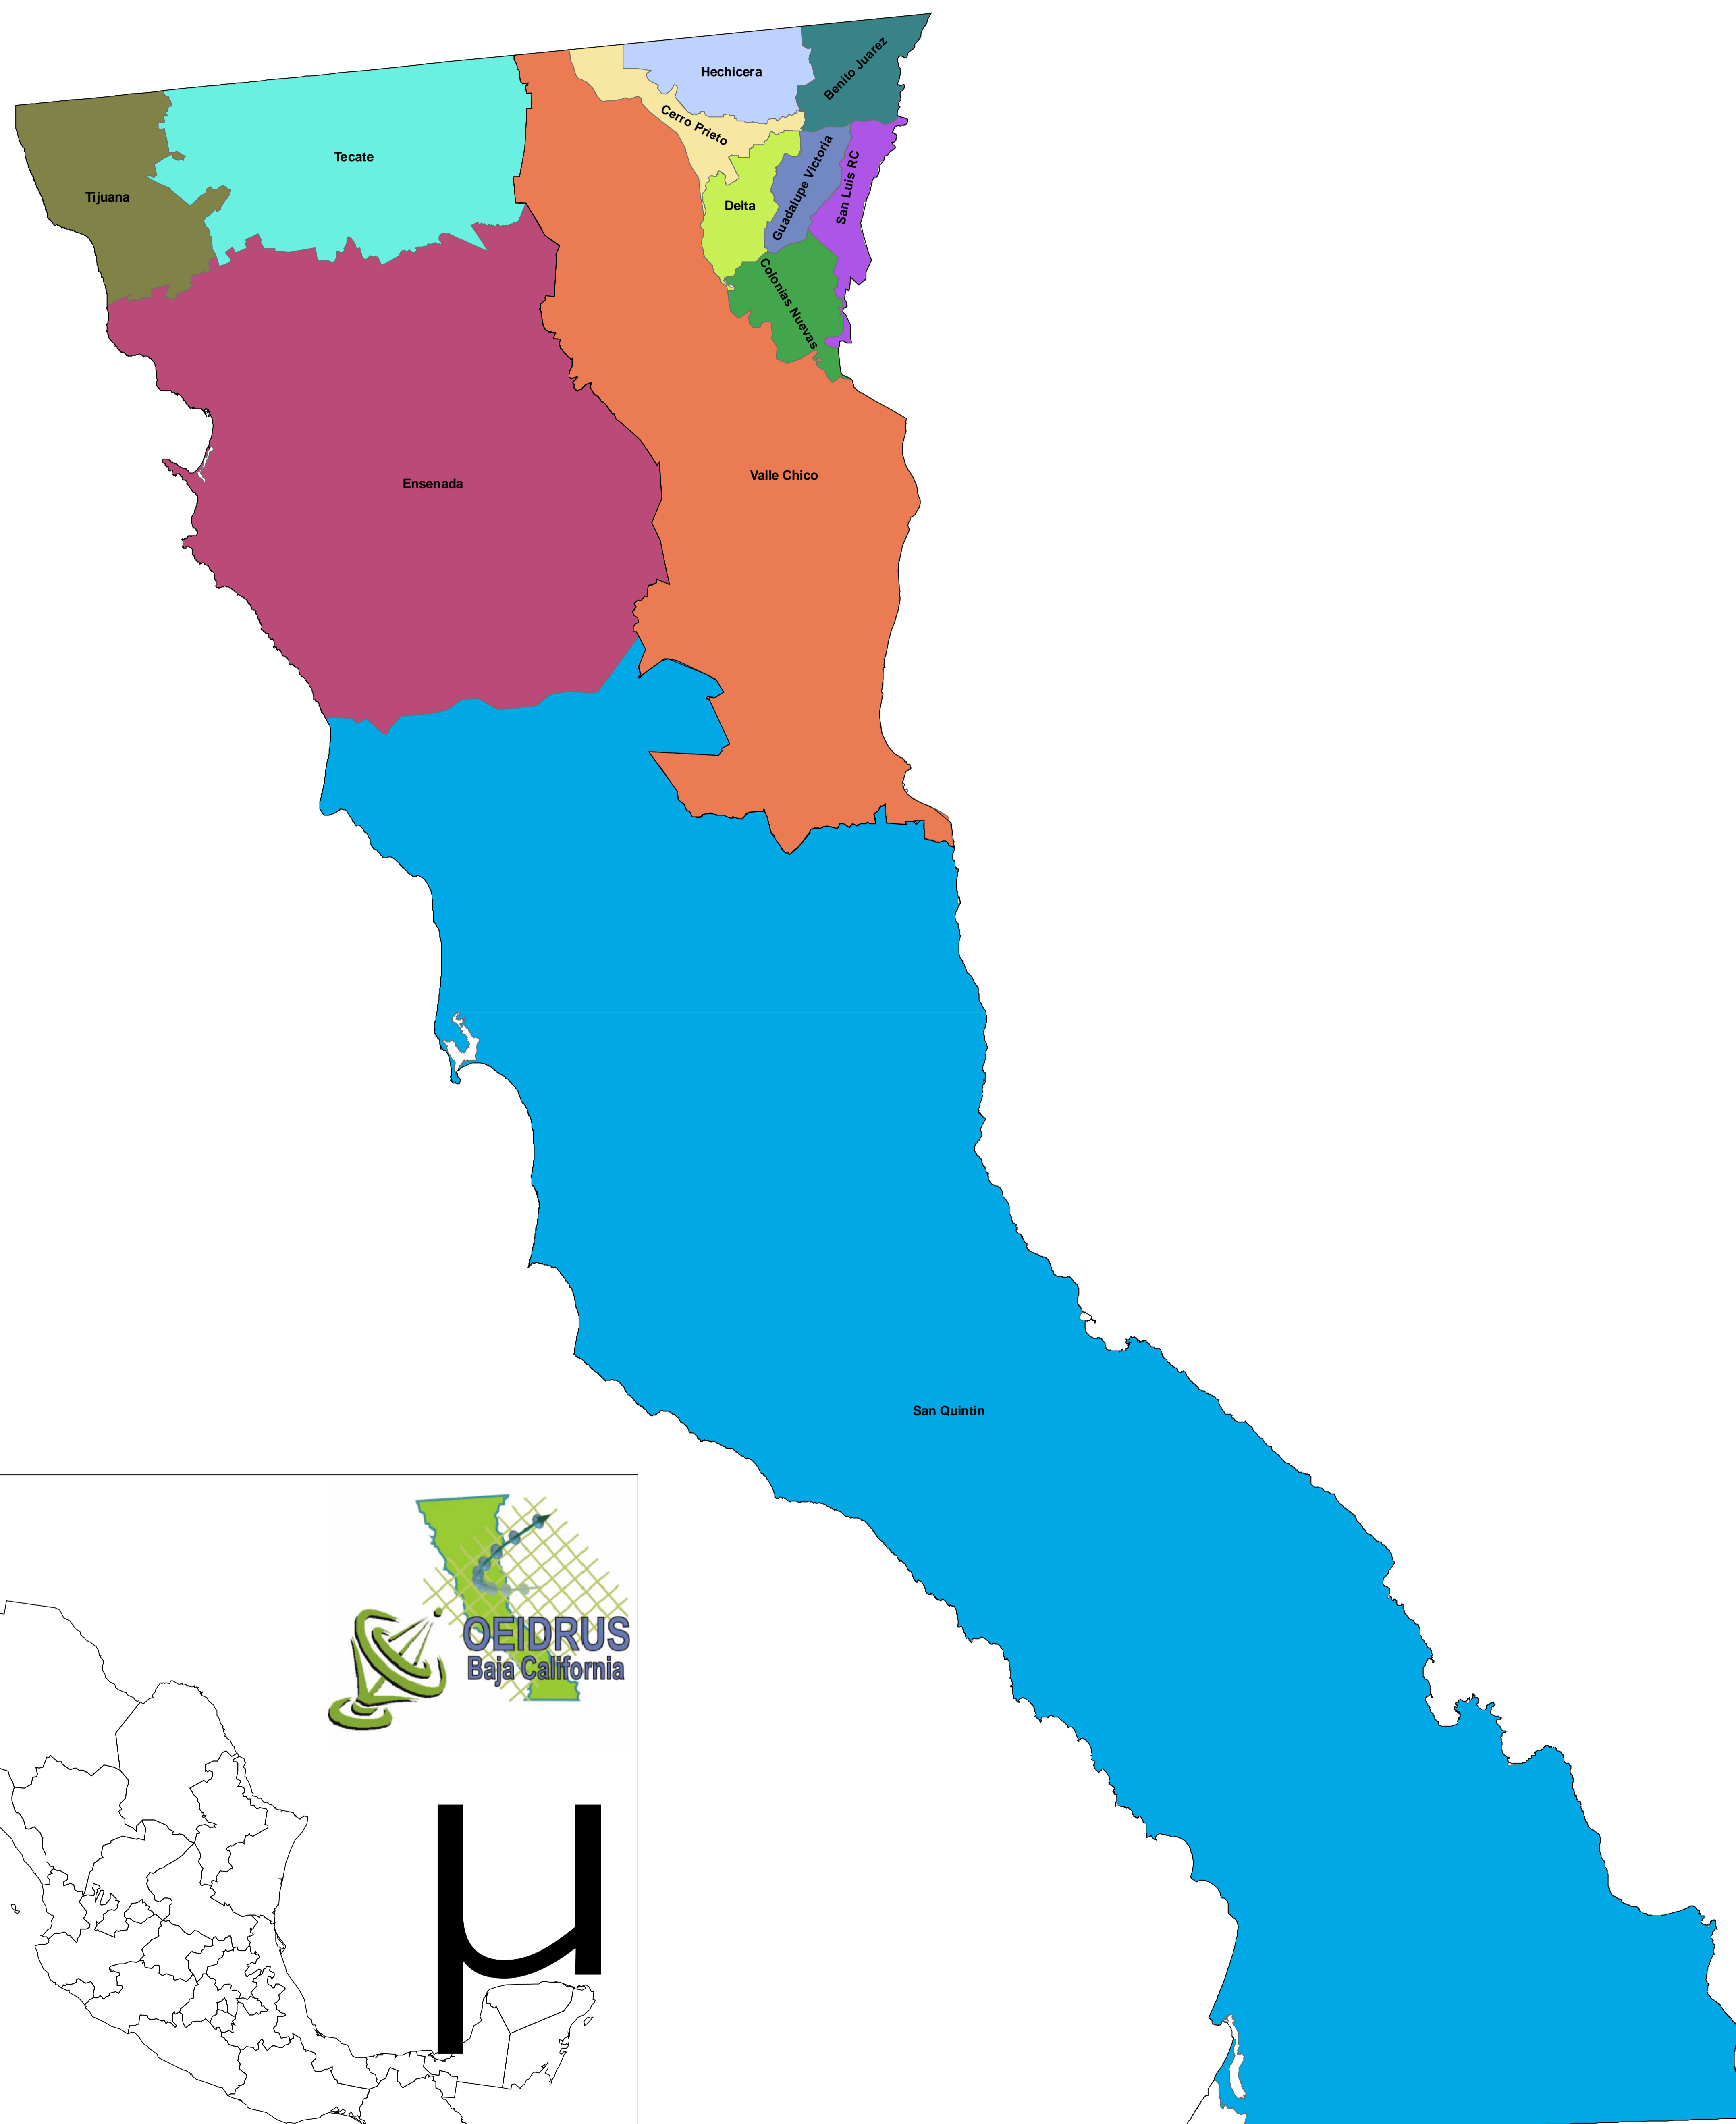 Hechicera
Benito Juarez
Cerro Prieto
Tecate
Tijuana
Delta
Guadalupe Victoria
San Luis RC
Colonias Nuevas
Ensenada
Valle Chico
San Quintin
OEIDRUS
Baja California
µ